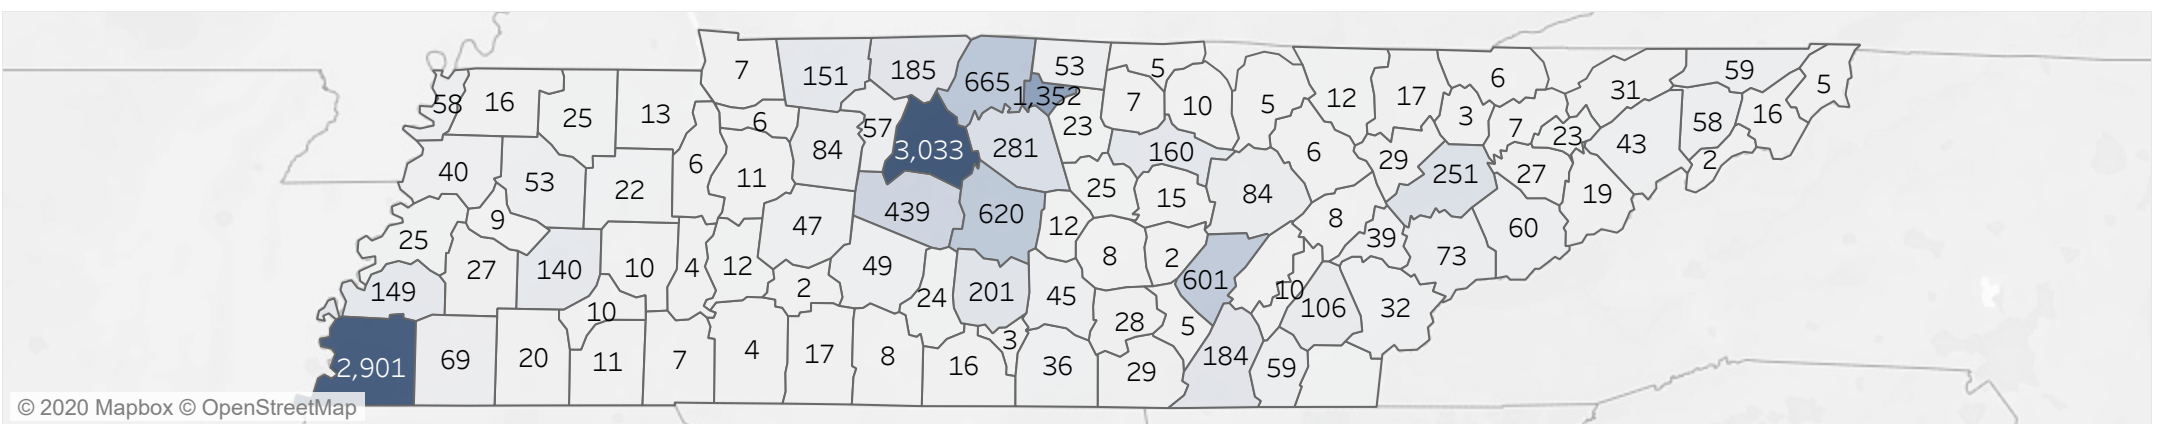 7 151 185 665 53 5 6 31 59 5
58 16 25 13 6 57 1,352 7 10 5 12 17 3 7 23 58 16
84 3,033 281 23 160 6 29 251 27 43 2
40 53 22 6 11 439 620 25 15 84 8 39 60 19
25 9 47 12 73
27 140 10 4 12 49 8 2 601
149 10 2 24 201 45 10 106 32
2,901 69 20 11 7 4 17 8 16 3 36 28 29 5 184 59
© 2020 Mapbox © OpenStreetMap